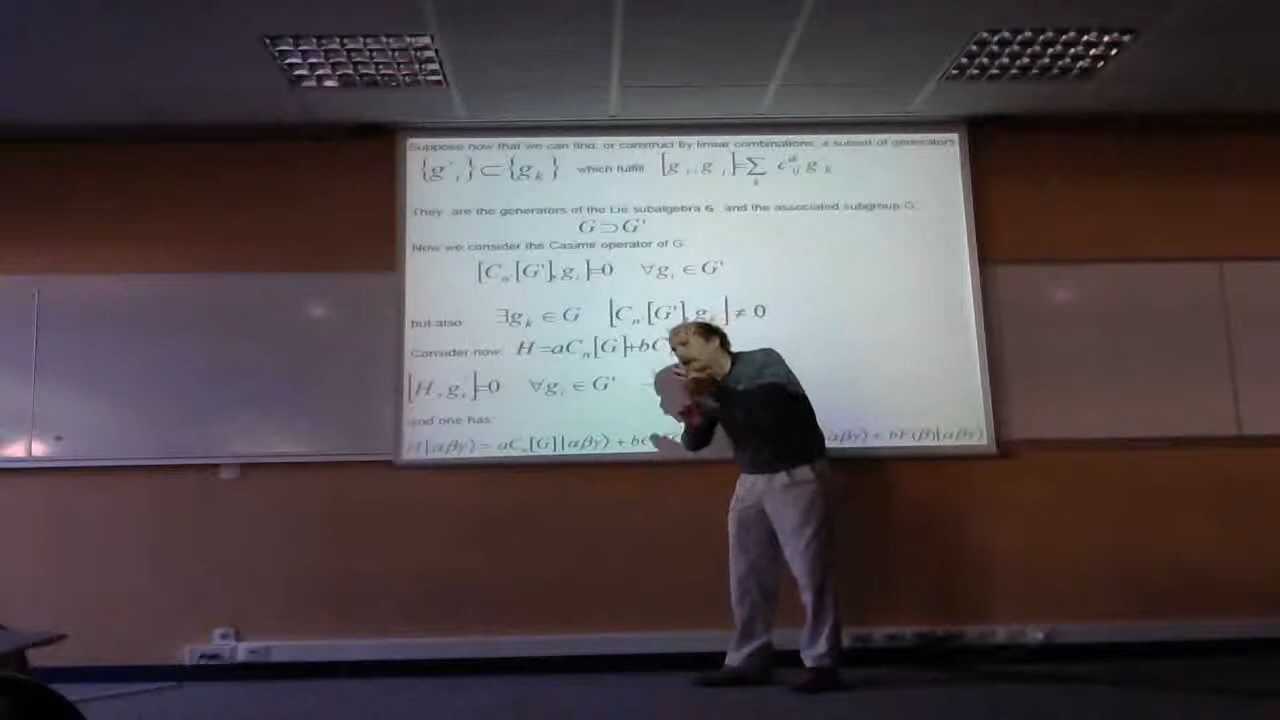 Suppose now that we can find, or construct by linear combinations, a subset of generators
{g'ᵢ} ⊂ {gₖ} which fulfill [g'ᵢ, g'ⱼ] = ∑ₖ cᵢⱼᵏ g'ₖ
They are the generators of the Lie subalgebra G' and the associated subgroup G'
G ⊃ G'
Now we consider the Casimir operator of G'
[Cₙ[G'], gᵢ]=0 ∀gᵢ ∈ G'
but also ∃gₖ ∈ G [Cₙ[G'], gₖ] ≠ 0
Consider now: H=aCₙ[G]+bC
[H, gᵢ]=0 ∀gᵢ ∈ G'
and one has:
H|αβγ⟩ = aCₙ[G]|αβγ⟩ + bC αβγ⟩ + bF(β)|αβγ⟩